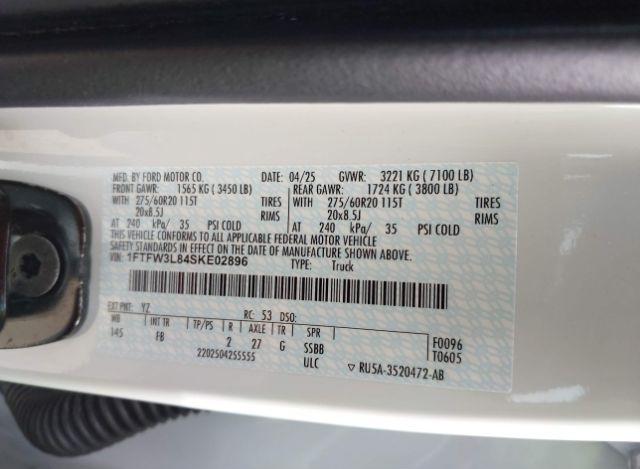 MFD. BY FORD MOTOR CO. DATE: 04/25 GVWR: 3221 KG ( 7100 LB)
FRONT GAWR: 1565 KG ( 3450 LB) REAR GAWR: 1724 KG ( 3800 LB)
WITH 275/60R20 115T TIRES WITH 275/60R20 115T TIRES
20x8.5J RIMS 20x8.5J RIMS
AT 240 kPa/ 35 PSI COLD AT 240 kPa/ 35 PSI COLD
THIS VEHICLE CONFORMS TO ALL APPLICABLE FEDERAL MOTOR VEHICLE
SAFETY STANDARDS IN EFFECT ON THE DATE OF MANUFACTURE SHOWN ABOVE.
VIN: 1FTFW3L84SKE02896 TYPE: Truck
EXT PNT: YZ RC: 53 DSO:
WB INT TR TP/PS R AXLE TR SPR F0096
145 FB 2 27 G SSBB T0605
2202504255555 ULC ▽ RU5A-3520472-AB